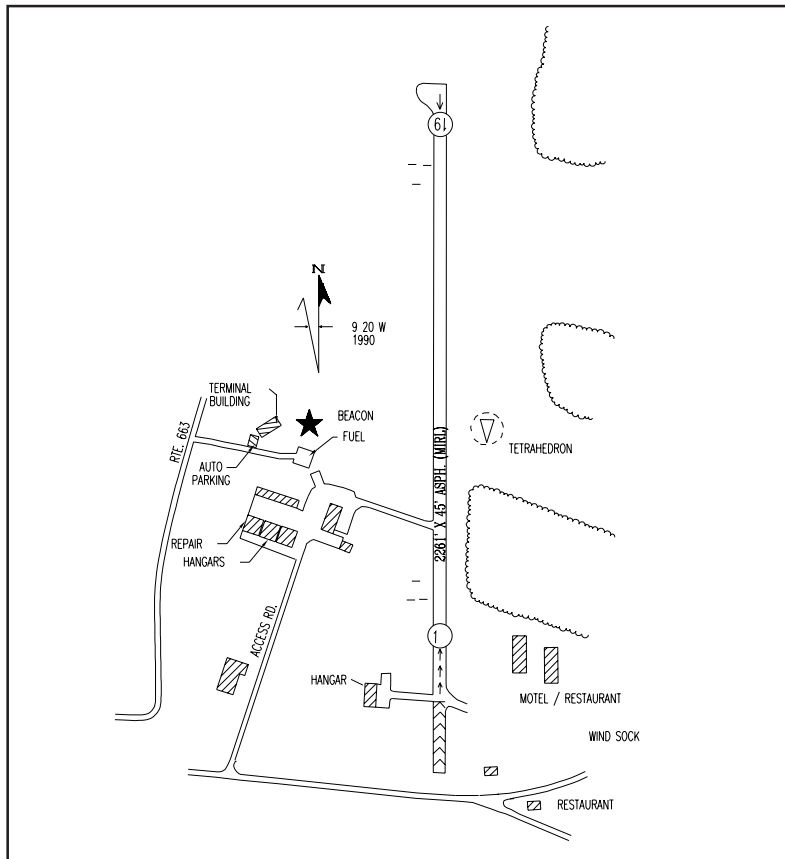 19
N
9 20 W
1990
TERMINAL
BUILDING
BEACON
FUEL
RTE. 663
AUTO
PARKING
TETRAHEDRON
2261' X 45' ASPH. (MIRL)
REPAIR
HANGARS
ACCESS RD.
1
HANGAR
MOTEL / RESTAURANT
WIND SOCK
RESTAURANT